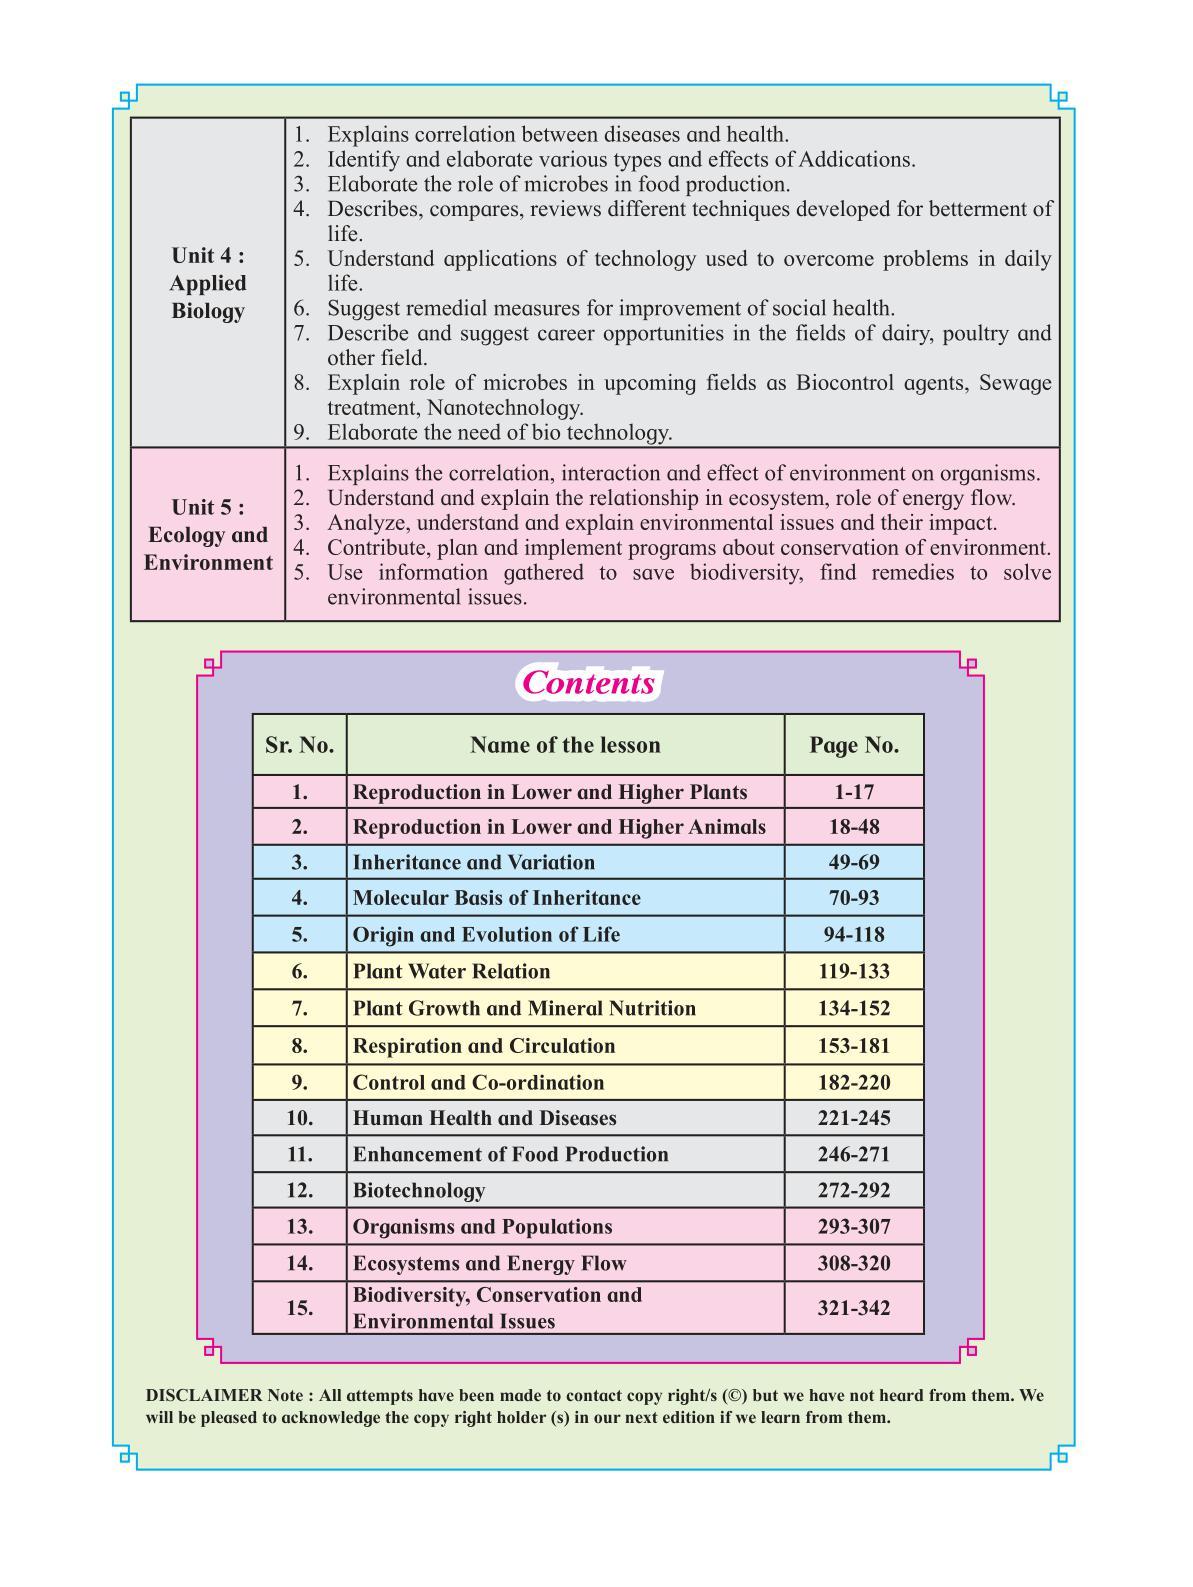 Unit 4 :
Applied
Biology
1. Explains correlation between diseases and health.
2. Identify and elaborate various types and effects of Addications.
3. Elaborate the role of microbes in food production.
4. Describes, compares, reviews different techniques developed for betterment of
life.
5. Understand applications of technology used to overcome problems in daily
life.
6. Suggest remedial measures for improvement of social health.
7. Describe and suggest career opportunities in the fields of dairy, poultry and
other field.
8. Explain role of microbes in upcoming fields as Biocontrol agents, Sewage
treatment, Nanotechnology.
9. Elaborate the need of bio technology.
Unit 5 :
Ecology and
Environment
1. Explains the correlation, interaction and effect of environment on organisms.
2. Understand and explain the relationship in ecosystem, role of energy flow.
3. Analyze, understand and explain environmental issues and their impact.
4. Contribute, plan and implement programs about conservation of environment.
5. Use information gathered to save biodiversity, find remedies to solve
environmental issues.
Contents
Sr. No. Name of the lesson Page No.
1. Reproduction in Lower and Higher Plants 1-17
2. Reproduction in Lower and Higher Animals 18-48
3. Inheritance and Variation 49-69
4. Molecular Basis of Inheritance 70-93
5. Origin and Evolution of Life 94-118
6. Plant Water Relation 119-133
7. Plant Growth and Mineral Nutrition 134-152
8. Respiration and Circulation 153-181
9. Control and Co-ordination 182-220
10. Human Health and Diseases 221-245
11. Enhancement of Food Production 246-271
12. Biotechnology 272-292
13. Organisms and Populations 293-307
14. Ecosystems and Energy Flow 308-320
15. Biodiversity, Conservation and
Environmental Issues 321-342
DISCLAIMER Note : All attempts have been made to contact copy right/s (©) but we have not heard from them. We
will be pleased to acknowledge the copy right holder (s) in our next edition if we learn from them.